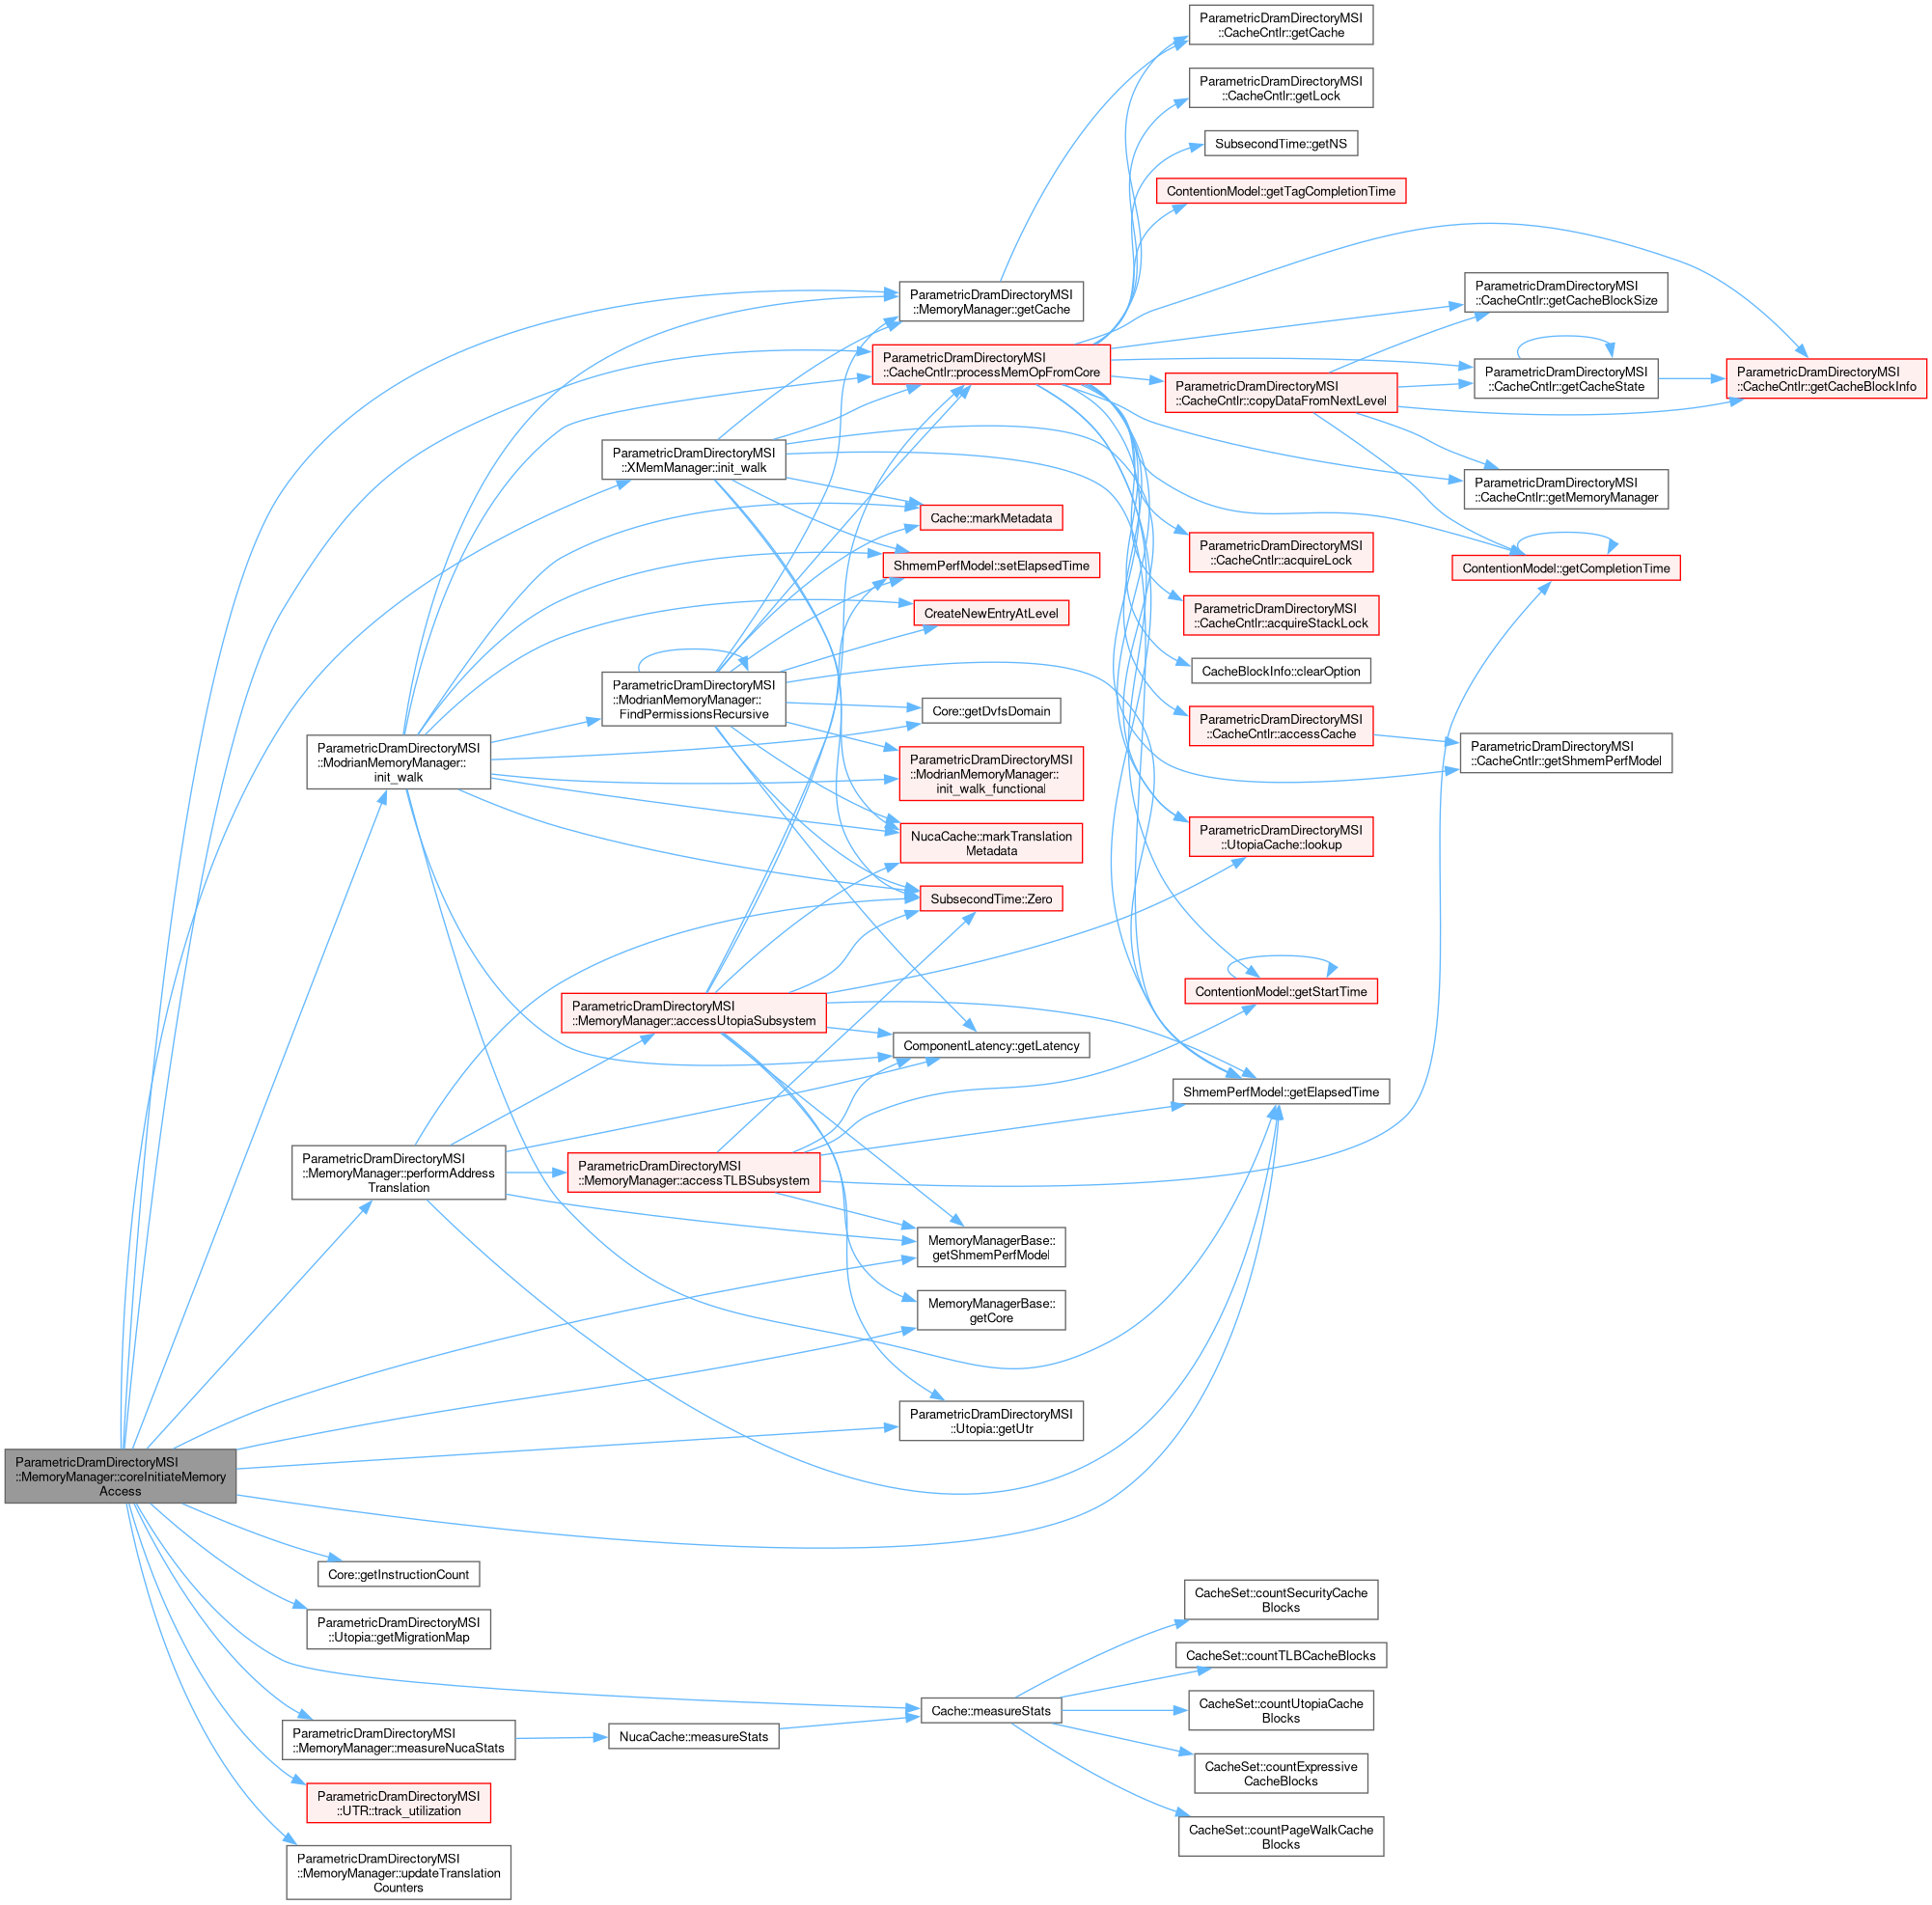 ParametricDramDirectoryMSI
::CacheCntlr::getCache
ParametricDramDirectoryMSI
::CacheCntlr::getLock
SubsecondTime::getNS
ContentionModel::getTagCompletionTime
ParametricDramDirectoryMSI
::MemoryManager::getCache
ParametricDramDirectoryMSI
::CacheCntlr::getCacheBlockSize
ParametricDramDirectoryMSI
::CacheCntlr::processMemOpFromCore
ParametricDramDirectoryMSI
::CacheCntlr::copyDataFromNextLevel
ParametricDramDirectoryMSI
::CacheCntlr::getCacheState
ParametricDramDirectoryMSI
::CacheCntlr::getCacheBlockInfo
ParametricDramDirectoryMSI
::XMemManager::init_walk
ParametricDramDirectoryMSI
::CacheCntlr::getMemoryManager
Cache::markMetadata
ParametricDramDirectoryMSI
::CacheCntlr::acquireLock
ShmemPerfModel::setElapsedTime
ContentionModel::getCompletionTime
CreateNewEntryAtLevel
ParametricDramDirectoryMSI
::CacheCntlr::acquireStackLock
ParametricDramDirectoryMSI
::ModrianMemoryManager::
FindPermissionsRecursive
CacheBlockInfo::clearOption
Core::getDvfsDomain
ParametricDramDirectoryMSI
::CacheCntlr::accessCache
ParametricDramDirectoryMSI
::ModrianMemoryManager::
init_walk
ParametricDramDirectoryMSI
::ModrianMemoryManager::
init_walk_functional
ParametricDramDirectoryMSI
::CacheCntlr::getShmemPerfModel
NucaCache::markTranslation
Metadata
ParametricDramDirectoryMSI
::UtopiaCache::lookup
SubsecondTime::Zero
ContentionModel::getStartTime
ParametricDramDirectoryMSI
::MemoryManager::accessUtopiaSubsystem
ComponentLatency::getLatency
ShmemPerfModel::getElapsedTime
ParametricDramDirectoryMSI
::MemoryManager::performAddress
Translation
ParametricDramDirectoryMSI
::MemoryManager::accessTLBSubsystem
MemoryManagerBase::
getShmemPerfModel
MemoryManagerBase::
getCore
ParametricDramDirectoryMSI
::Utopia::getUtr
ParametricDramDirectoryMSI
::MemoryManager::coreInitiateMemory
Access
Core::getInstructionCount
ParametricDramDirectoryMSI
::Utopia::getMigrationMap
CacheSet::countSecurityCache
Blocks
CacheSet::countTLBCacheBlocks
Cache::measureStats
CacheSet::countUtopiaCache
Blocks
ParametricDramDirectoryMSI
::MemoryManager::measureNucaStats
NucaCache::measureStats
CacheSet::countExpressive
CacheBlocks
ParametricDramDirectoryMSI
::UTR::track_utilization
CacheSet::countPageWalkCache
Blocks
ParametricDramDirectoryMSI
::MemoryManager::updateTranslation
Counters